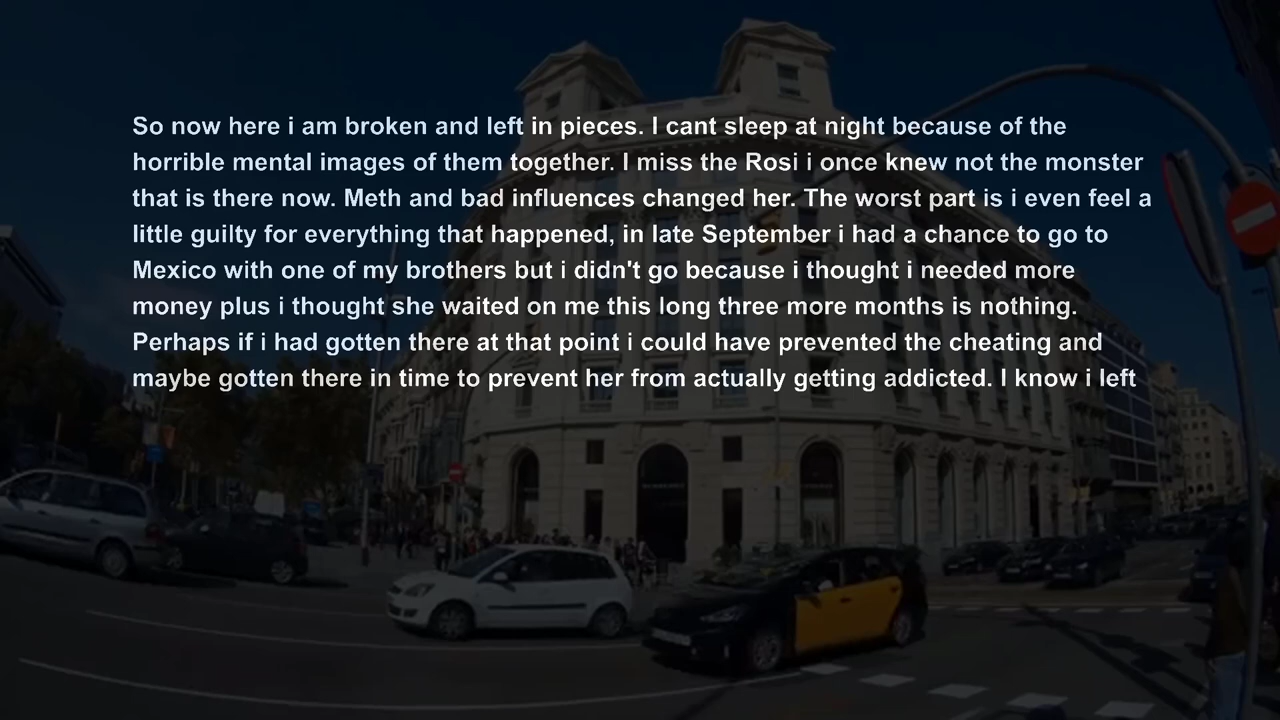 So now here i am broken and left in pieces. I cant sleep at night because of the
horrible mental images of them together. I miss the Rosi i once knew not the monster
that is there now. Meth and bad influences changed her. The worst part is i even feel a
little guilty for everything that happened, in late September i had a chance to go to
Mexico with one of my brothers but i didn't go because i thought i needed more
money plus i thought she waited on me this long three more months is nothing.
Perhaps if i had gotten there at that point i could have prevented the cheating and
maybe gotten there in time to prevent her from actually getting addicted. I know i left